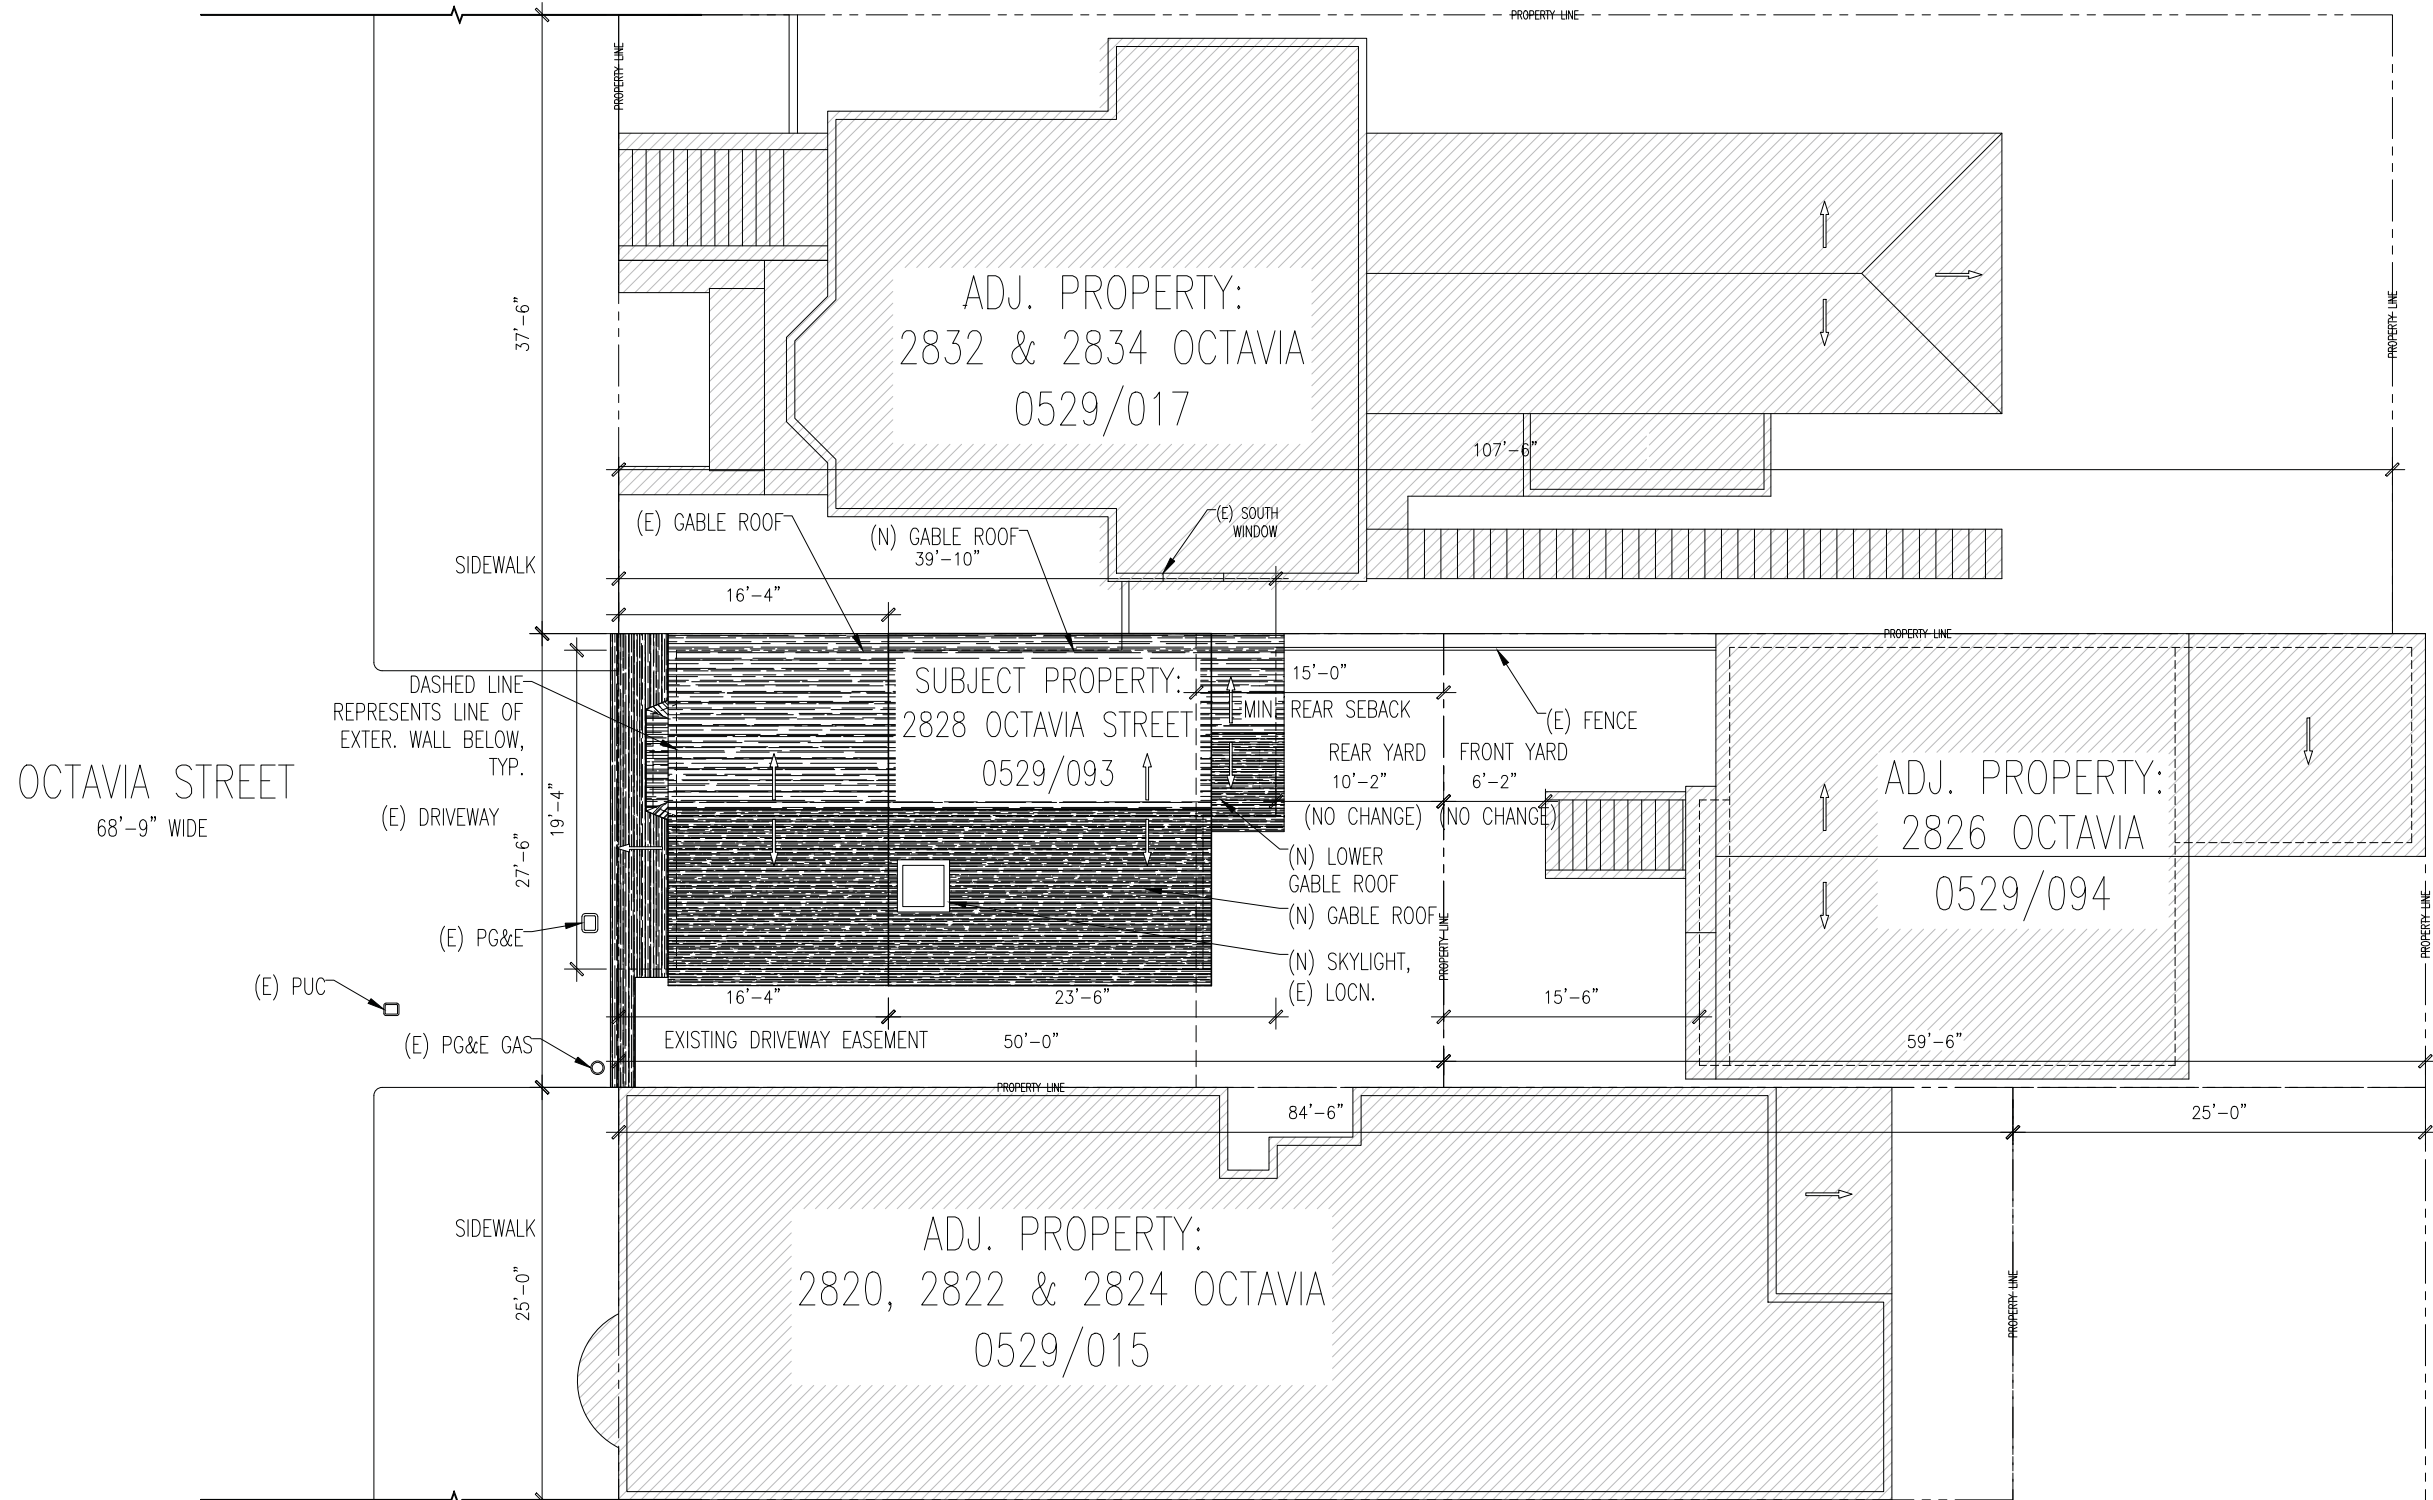 PROPERTY LINE
PROPERTY LINE
ADJ. PROPERTY:
2832 & 2834 OCTAVIA
0529/017
37'-6"
PROPERTY LINE
107'-6"
(E) GABLE ROOF
(N) GABLE ROOF
39'-10"
(E) SOUTH
WINDOW
SIDEWALK
16'-4"
PROPERTY LINE
DASHED LINE
REPRESENTS LINE OF
EXTER. WALL BELOW,
TYP.
SUBJECT PROPERTY:
2828 OCTAVIA STREET
0529/093
15'-0"
MIN. REAR SEBACK
(E) FENCE
REAR YARD
10'-2"
(NO CHANGE)
FRONT YARD
6'-2"
(NO CHANGE)
OCTAVIA STREET
68'-9" WIDE
(E) DRIVEWAY
19'-4"
27'-6"
ADJ. PROPERTY:
2826 OCTAVIA
0529/094
(N) LOWER
GABLE ROOF
(N) GABLE ROOF
PROPERTY LINE
PROPERTY LINE
(E) PG&E
(N) SKYLIGHT,
(E) LOCN.
(E) PUC
16'-4"
23'-6"
15'-6"
(E) PG&E GAS
EXISTING DRIVEWAY EASEMENT
50'-0"
59'-6"
PROPERTY LINE
84'-6"
25'-0"
SIDEWALK
25'-0"
ADJ. PROPERTY:
2820, 2822 & 2824 OCTAVIA
0529/015
PROPERTY LINE